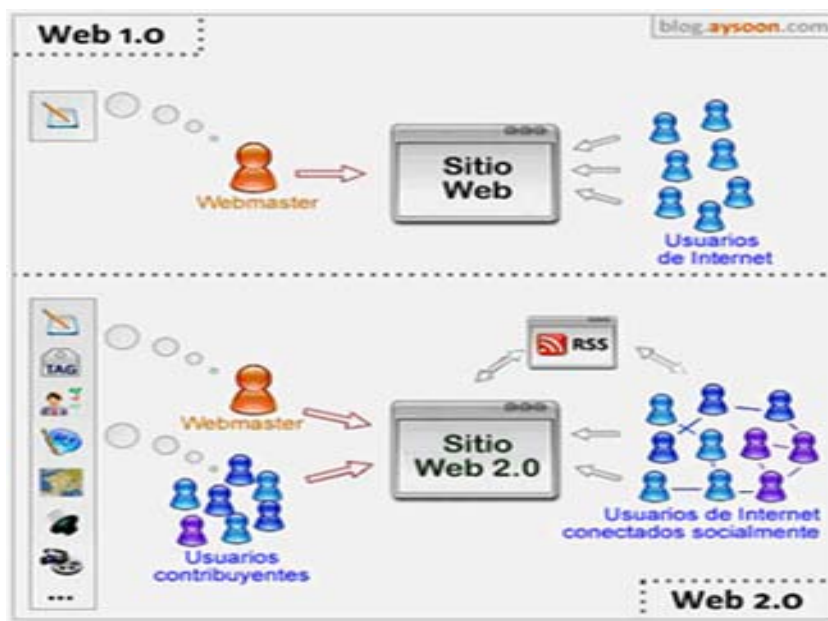 Web 1.0
blog.aysoon.com
Webmaster
Sitio
Web
Usuarios
de Internet
TAG
RSS
Webmaster
Sitio
Web 2.0
Usuarios
contribuyentes
Usuarios de Internet
conectados socialmente
...
Web 2.0